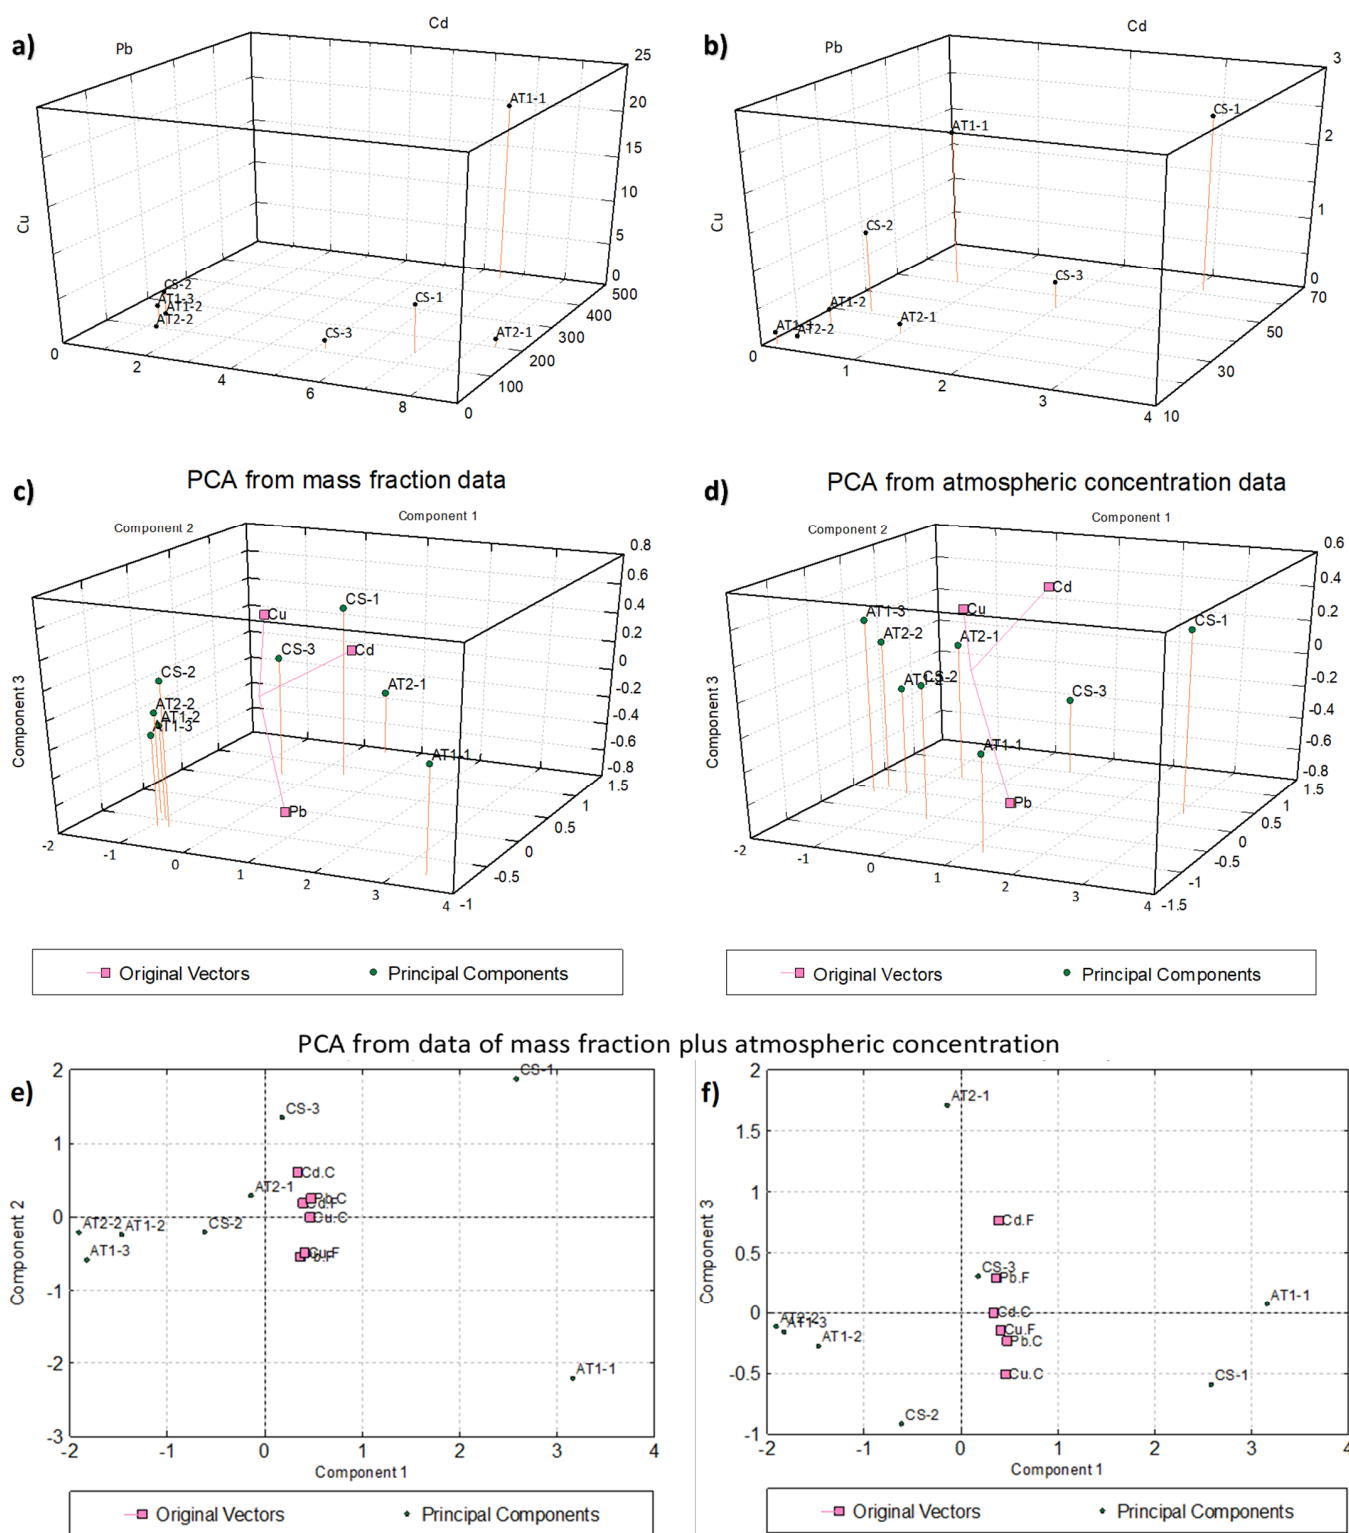 a)
Cd
Pb
25
20
15
10
5
0
Cu
AT1-1
CS-2
AT1-3
AT1-2
AT2-2
CS-1
CS-3
AT2-1
500
400
300
200
100
0
0
2
4
6
8
b)
Cd
Pb
3
2
1
0
Cu
AT1-1
CS-1
CS-2
CS-3
AT1-2
AT2-1
AT2-2
70
50
30
10
0
1
2
3
4
c)
PCA from mass fraction data
Component 1
Component 2
Component 3
0.8
0.6
0.4
0.2
0
-0.2
-0.4
-0.6
-0.8
Cu
CS-1
CS-3
Cd
CS-2
AT2-1
AT2-2
AT1-2
AT1-3
AT1-1
Pb
1.5
1
0.5
0
-0.5
-1
-2
-1
0
1
2
3
4
d)
PCA from atmospheric concentration data
Component 1
Component 2
Component 3
0.6
0.4
0.2
0
-0.2
-0.4
-0.6
-0.8
Cd
Cu
AT1-3
CS-1
AT2-2
AT2-1
CS-2
CS-3
AT1-1
Pb
1.5
1
0.5
0
-0.5
-1
-1.5
-2
-1
0
1
2
3
4
Original Vectors
Principal Components
Original Vectors
Principal Components
PCA from data of mass fraction plus atmospheric concentration
e)
2
1
0
-1
-2
-3
Component 2
CS-1
CS-3
Cd.C
AT2-1
Pb.C
Cd.F
Cu.C
AT2-2
AT1-2
CS-2
AT1-3
Cu.F
Pb.F
AT1-1
-2
-1
0
1
2
3
4
Component 1
Original Vectors
Principal Components
f)
2
1.5
1
0.5
0
-0.5
-1
Component 3
AT2-1
Cd.F
CS-3
Pb.F
AT1-1
Cd.C
AT2-2
AT1-3
Cu.F
AT1-2
Pb.C
Cu.C
CS-1
CS-2
-2
-1
0
1
2
3
4
Component 1
Original Vectors
Principal Components